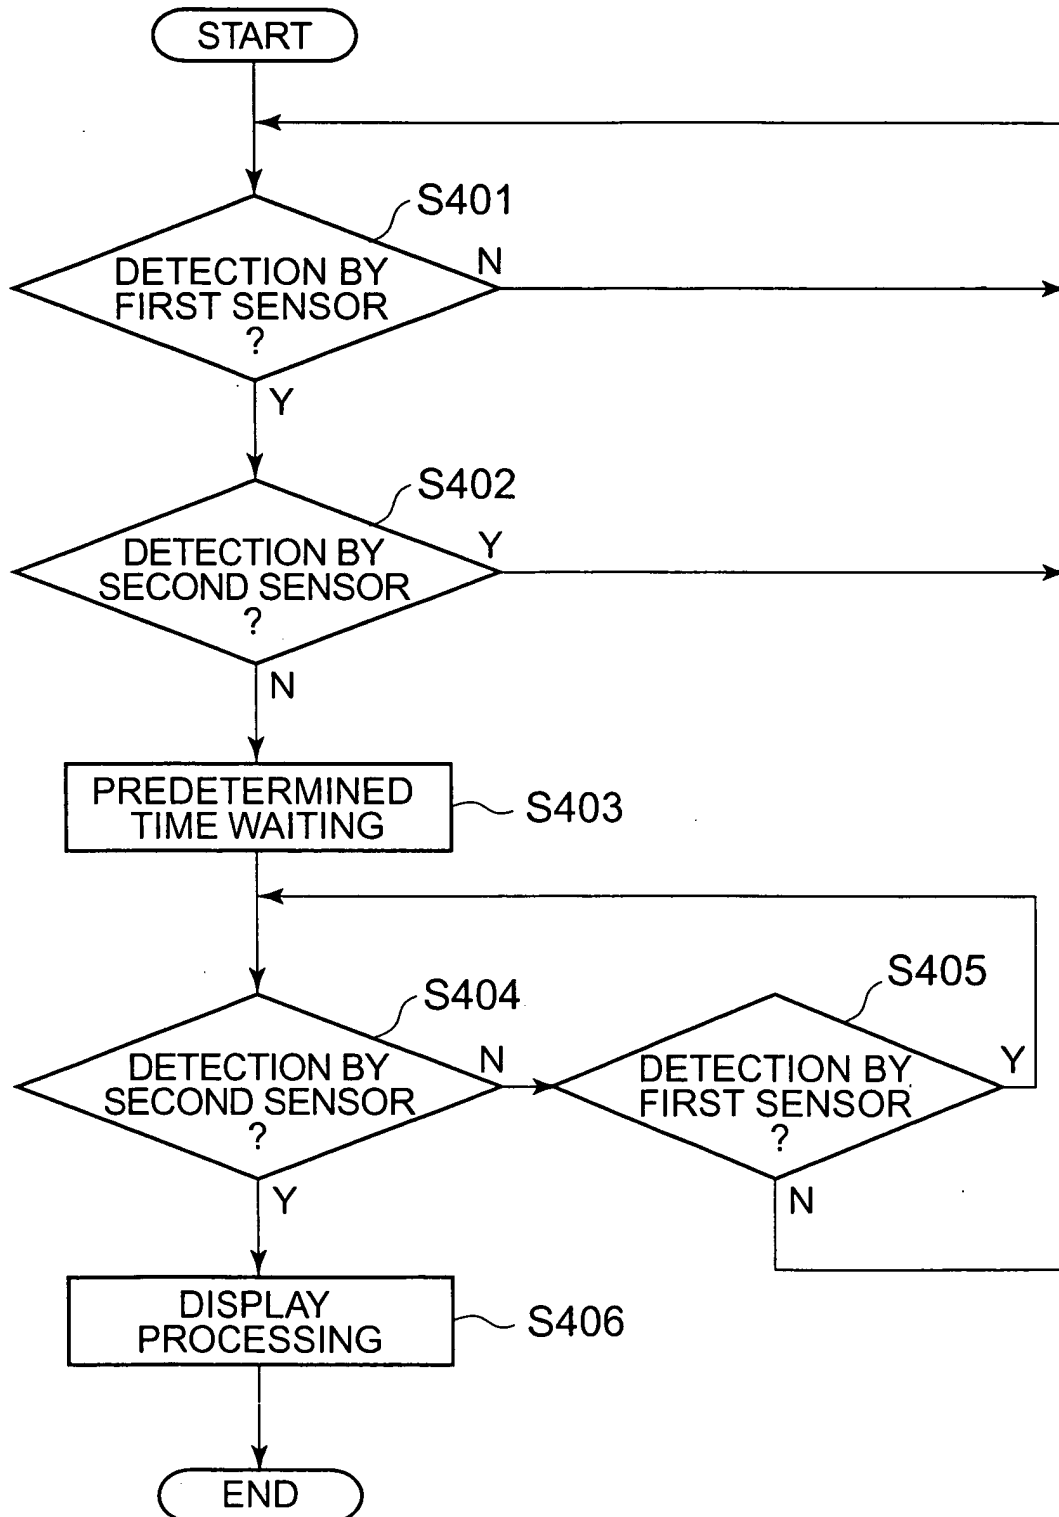 START
S401
DETECTION BY
FIRST SENSOR
?
N
Y
S402
DETECTION BY
SECOND SENSOR
?
Y
N
PREDETERMINED
TIME WAITING
S403
S404
DETECTION BY
SECOND SENSOR
?
N
Y
S405
DETECTION BY
FIRST SENSOR
?
Y
N
DISPLAY
PROCESSING
S406
END